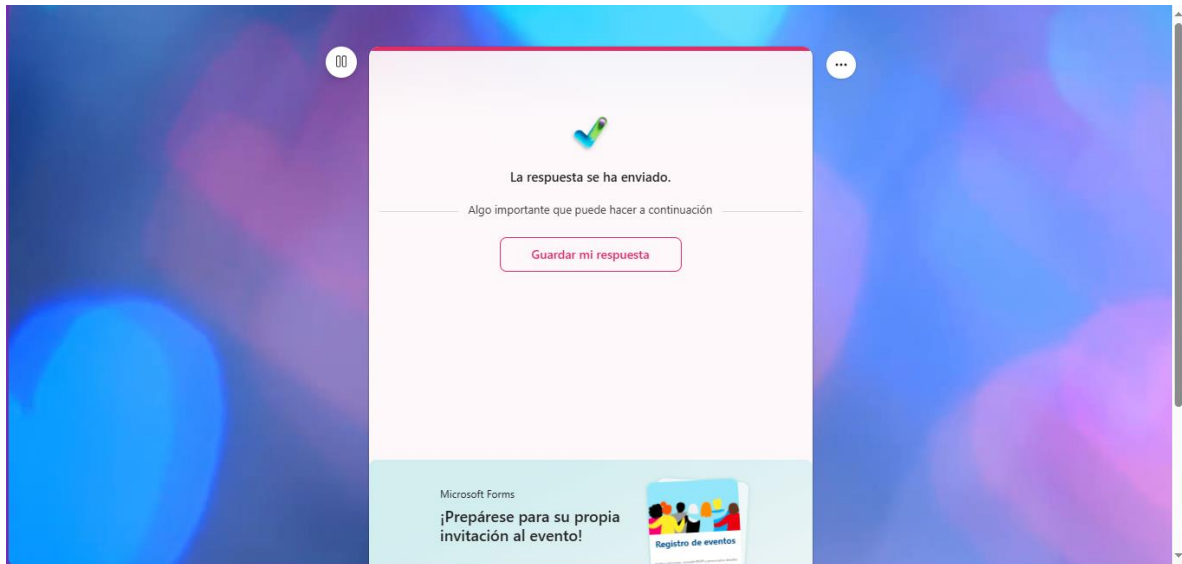 La respuesta se ha enviado.
Algo importante que puede hacer a continuación
Guardar mi respuesta
Microsoft Forms
¡Prepárese para su propia
invitación al evento!
Registro de eventos